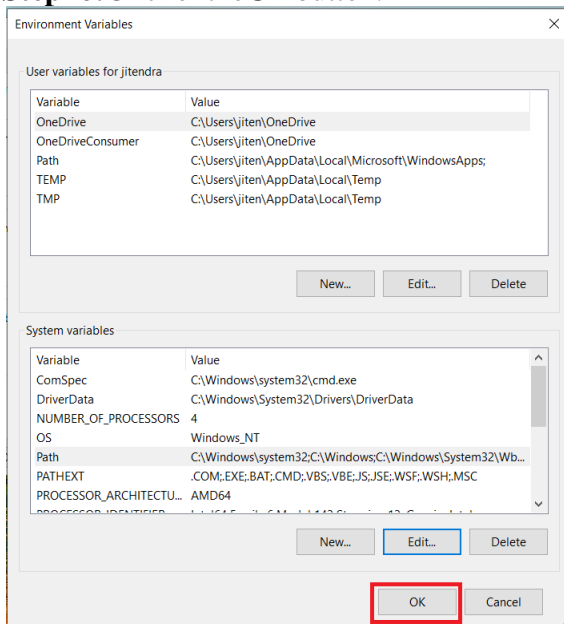 Environment Variables
User variables for jitendra
Variable Value
OneDrive C:\Users\jiten\OneDrive
OneDriveConsumer C:\Users\jiten\OneDrive
Path C:\Users\jiten\AppData\Local\Microsoft\WindowsApps;
TEMP C:\Users\jiten\AppData\Local\Temp
TMP C:\Users\jiten\AppData\Local\Temp
New... Edit... Delete
System variables
Variable Value
ComSpec C:\Windows\system32\cmd.exe
DriverData C:\Windows\System32\Drivers\DriverData
NUMBER_OF_PROCESSORS 4
OS Windows_NT
Path C:\Windows\system32;C:\Windows;C:\Windows\System32\Wb...
PATHEXT .COM;.EXE;.BAT;.CMD;.VBS;.VBE;.JS;.JSE;.WSF;.WSH;.MSC
PROCESSOR_ARCHITECTU... AMD64
New... Edit... Delete
OK Cancel